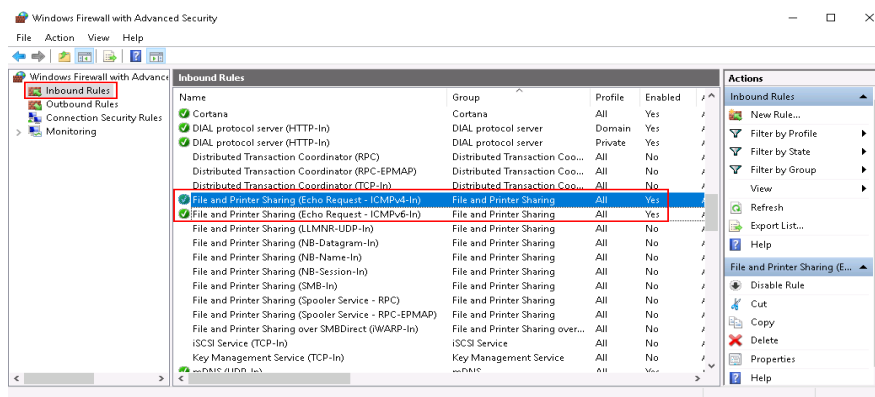 Windows Firewall with Advanced Security
File Action View Help
Windows Firewall with Advance
Inbound Rules
Outbound Rules
Connection Security Rules
Monitoring
Inbound Rules
Name Group Profile Enabled
Cortana Cortana All Yes
DIAL protocol server (HTTP-In) DIAL protocol server Domain Yes
DIAL protocol server (HTTP-In) DIAL protocol server Private Yes
Distributed Transaction Coordinator (RPC) Distributed Transaction Coo... All No
Distributed Transaction Coordinator (RPC-EPMAP) Distributed Transaction Coo... All No
Distributed Transaction Coordinator (TCP-In) Distributed Transaction Coo... All No
File and Printer Sharing (Echo Request - ICMPv4-In) File and Printer Sharing All Yes
File and Printer Sharing (Echo Request - ICMPv6-In) File and Printer Sharing All Yes
File and Printer Sharing (LLMNR-UDP-In) File and Printer Sharing All No
File and Printer Sharing (NB-Datagram-In) File and Printer Sharing All No
File and Printer Sharing (NB-Name-In) File and Printer Sharing All No
File and Printer Sharing (NB-Session-In) File and Printer Sharing All No
File and Printer Sharing (SMB-In) File and Printer Sharing All No
File and Printer Sharing (Spooler Service - RPC) File and Printer Sharing All No
File and Printer Sharing (Spooler Service - RPC-EPMAP) File and Printer Sharing All No
File and Printer Sharing over SMBDirect (iWARP-In) File and Printer Sharing over... All No
iSCSI Service (TCP-In) iSCSI Service All No
Key Management Service (TCP-In) Key Management Service All No
mDNS (UDP-In) mDNS All Yes
Actions
Inbound Rules
New Rule...
Filter by Profile
Filter by State
Filter by Group
View
Refresh
Export List...
Help
File and Printer Sharing (E...
Disable Rule
Cut
Copy
Delete
Properties
Help